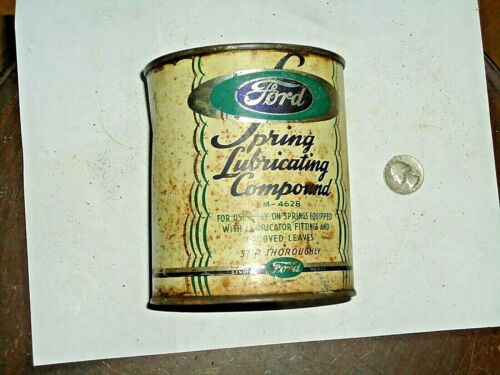 Ford
Spring
Lubricating
Compound
M-4628
FOR USE ONLY ON SPRINGS EQUIPPED
WITH LUBRICATOR FITTINGS AND
GROOVED LEAVES
STIR THOROUGHLY
Ford